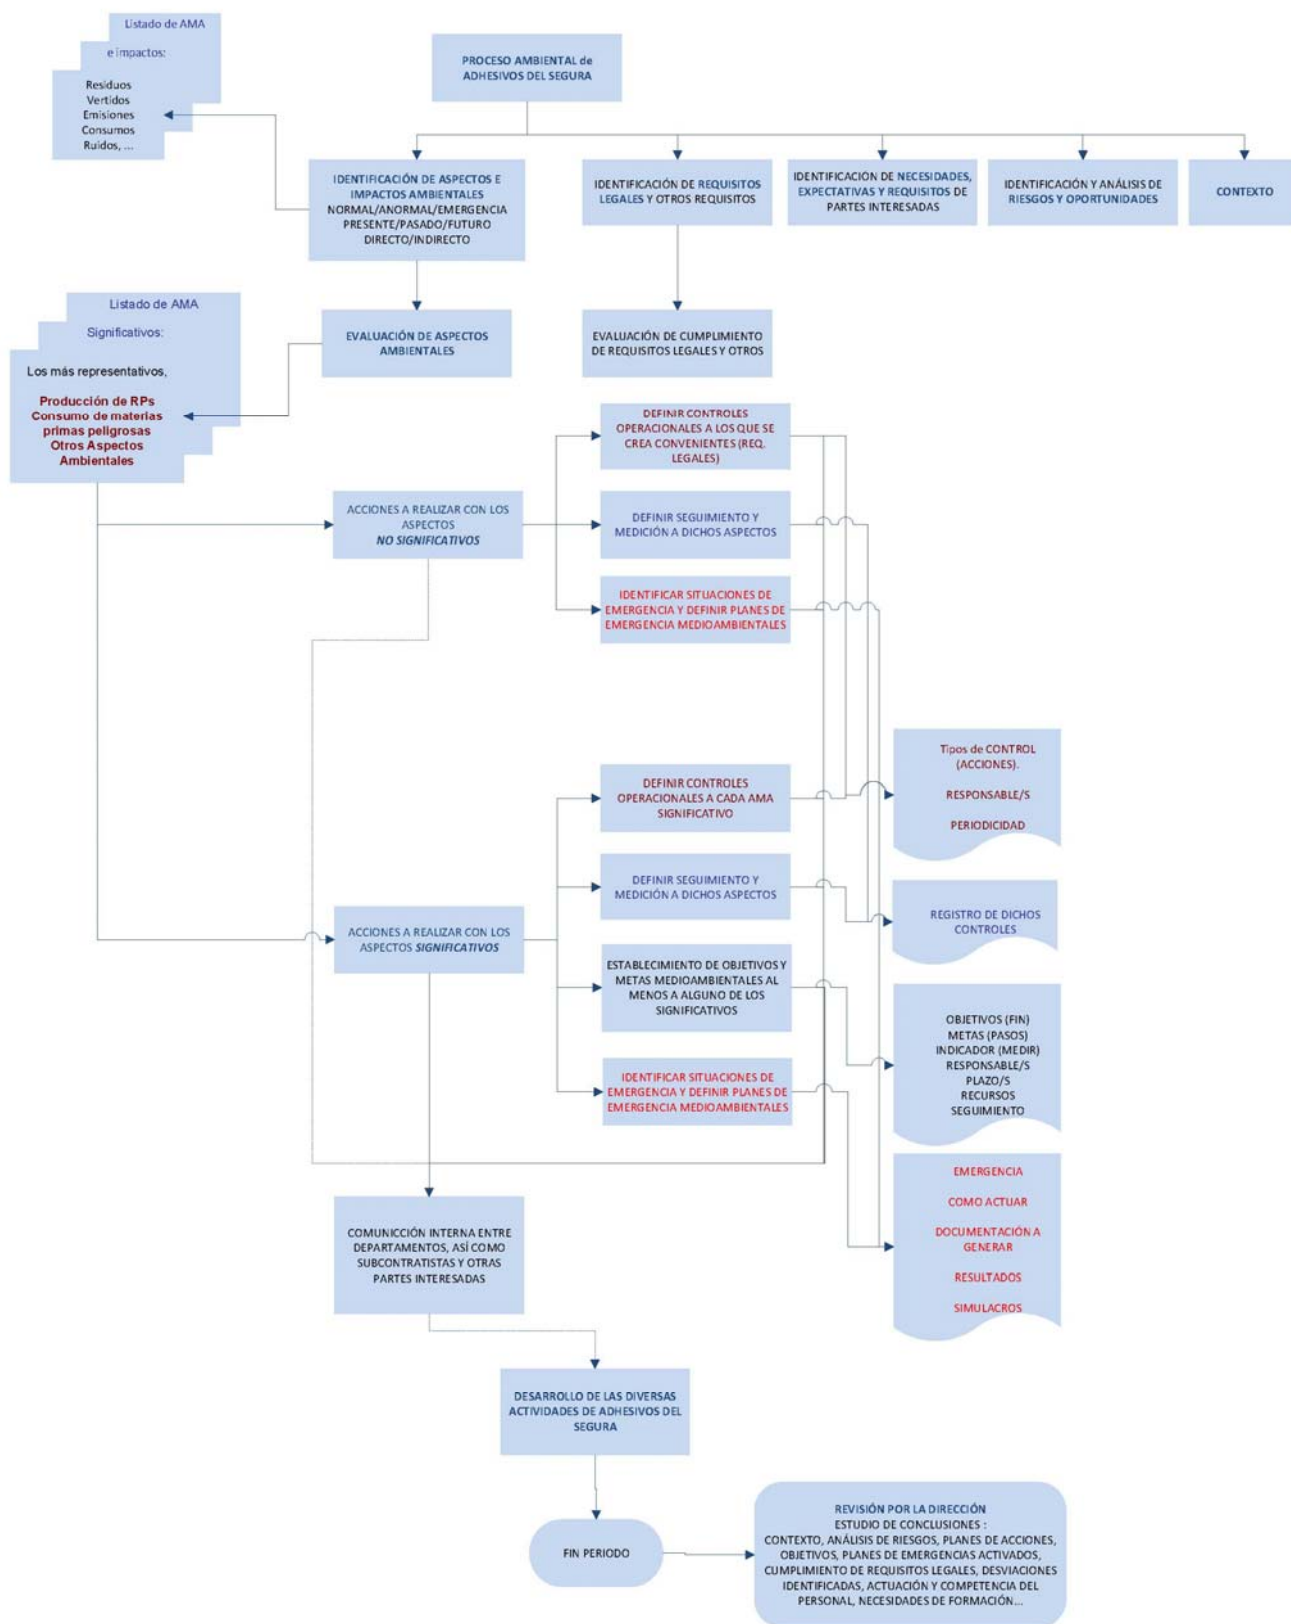 Listado de AMA
e impactos:
Residuos
Vertidos
Emisiones
Consumos
Ruidos, ...
PROCESO AMBIENTAL de
ADHESIVOS DEL SEGURA
IDENTIFICACIÓN DE ASPECTOS E
IMPACTOS AMBIENTALES
NORMAL/ANORMAL/EMERGENCIA
PRESENTE/PASADO/FUTURO
DIRECTO/INDIRECTO
IDENTIFICACIÓN DE REQUISITOS
LEGALES Y OTROS REQUISITOS
IDENTIFICACIÓN DE NECESIDADES,
EXPECTATIVAS Y REQUISITOS DE
PARTES INTERESADAS
IDENTIFICACIÓN Y ANÁLISIS DE
RIESGOS Y OPORTUNIDADES
CONTEXTO
Listado de AMA
Significativos:
Los más representativos,
Producción de RPs
Consumo de materias
primas peligrosas
Otros Aspectos
Ambientales
EVALUACIÓN DE ASPECTOS
AMBIENTALES
EVALUACIÓN DE CUMPLIMIENTO
DE REQUISITOS LEGALES Y OTROS
DEFINIR CONTROLES
OPERACIONALES A LOS QUE SE
CREA CONVENIENTES (REQ.
LEGALES)
ACCIONES A REALIZAR CON LOS
ASPECTOS
NO SIGNIFICATIVOS
DEFINIR SEGUIMIENTO Y
MEDICIÓN A DICHOS ASPECTOS
IDENTIFICAR SITUACIONES DE
EMERGENCIA Y DEFINIR PLANES DE
EMERGENCIA MEDIOAMBIENTALES
DEFINIR CONTROLES
OPERACIONALES A CADA AMA
SIGNIFICATIVO
Tipos de CONTROL
(ACCIONES).
RESPONSABLE/S
PERIODICIDAD
DEFINIR SEGUIMIENTO Y
MEDICIÓN A DICHOS ASPECTOS
REGISTRO DE DICHOS
CONTROLES
ACCIONES A REALIZAR CON LOS
ASPECTOS SIGNIFICATIVOS
ESTABLECIMIENTO DE OBJETIVOS Y
METAS MEDIOAMBIENTALES AL
MENOS A ALGUNO DE LOS
SIGNIFICATIVOS
OBJETIVOS (FIN)
METAS (PASOS)
INDICADOR (MEDIR)
RESPONSABLE/S
PLAZO/S
RECURSOS
SEGUIMIENTO
IDENTIFICAR SITUACIONES DE
EMERGENCIA Y DEFINIR PLANES DE
EMERGENCIA MEDIOAMBIENTALES
EMERGENCIA
COMO ACTUAR
DOCUMENTACIÓN A
GENERAR
RESULTADOS
SIMULACROS
COMUNICCIÓN INTERNA ENTRE
DEPARTAMENTOS, ASÍ COMO
SUBCONTRATISTAS Y OTRAS
PARTES INTERESADAS
DESARROLLO DE LAS DIVERSAS
ACTIVIDADES DE ADHESIVOS DEL
SEGURA
FIN PERIODO
REVISIÓN POR LA DIRECCIÓN
ESTUDIO DE CONCLUSIONES :
CONTEXTO, ANÁLISIS DE RIESGOS, PLANES DE ACCIONES,
OBJETIVOS, PLANES DE EMERGENCIAS ACTIVADOS,
CUMPLIMIENTO DE REQUISITOS LEGALES, DESVIACIONES
IDENTIFICADAS, ACTUACIÓN Y COMPETENCIA DEL
PERSONAL, NECESIDADES DE FORMACIÓN...